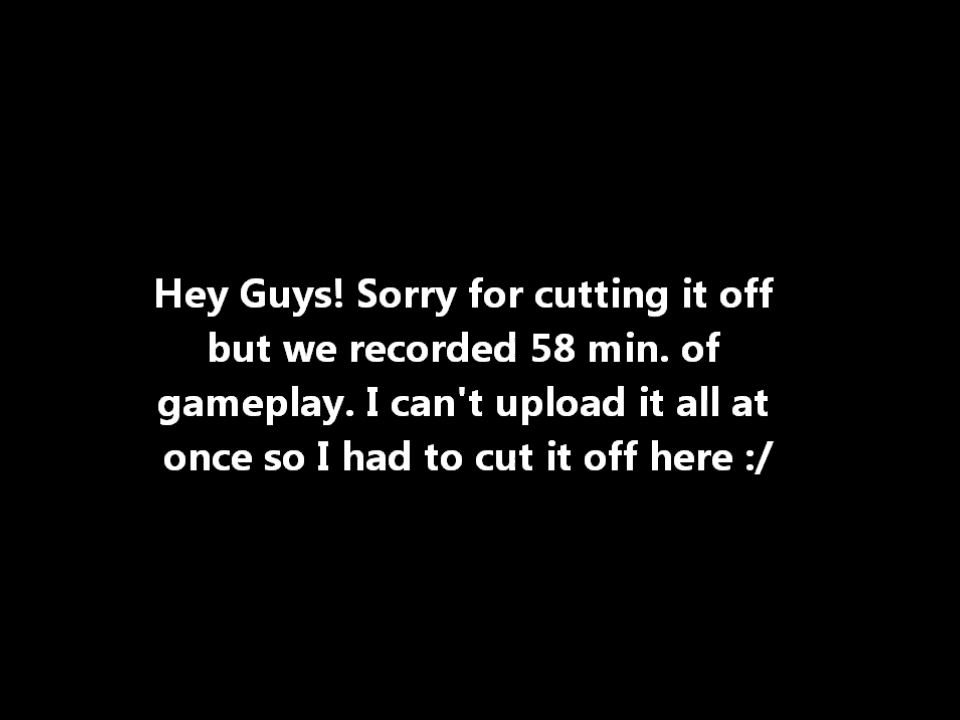 Hey Guys! Sorry for cutting it off
but we recorded 58 min. of
gameplay. I can't upload it all at
once so I had to cut it off here :/